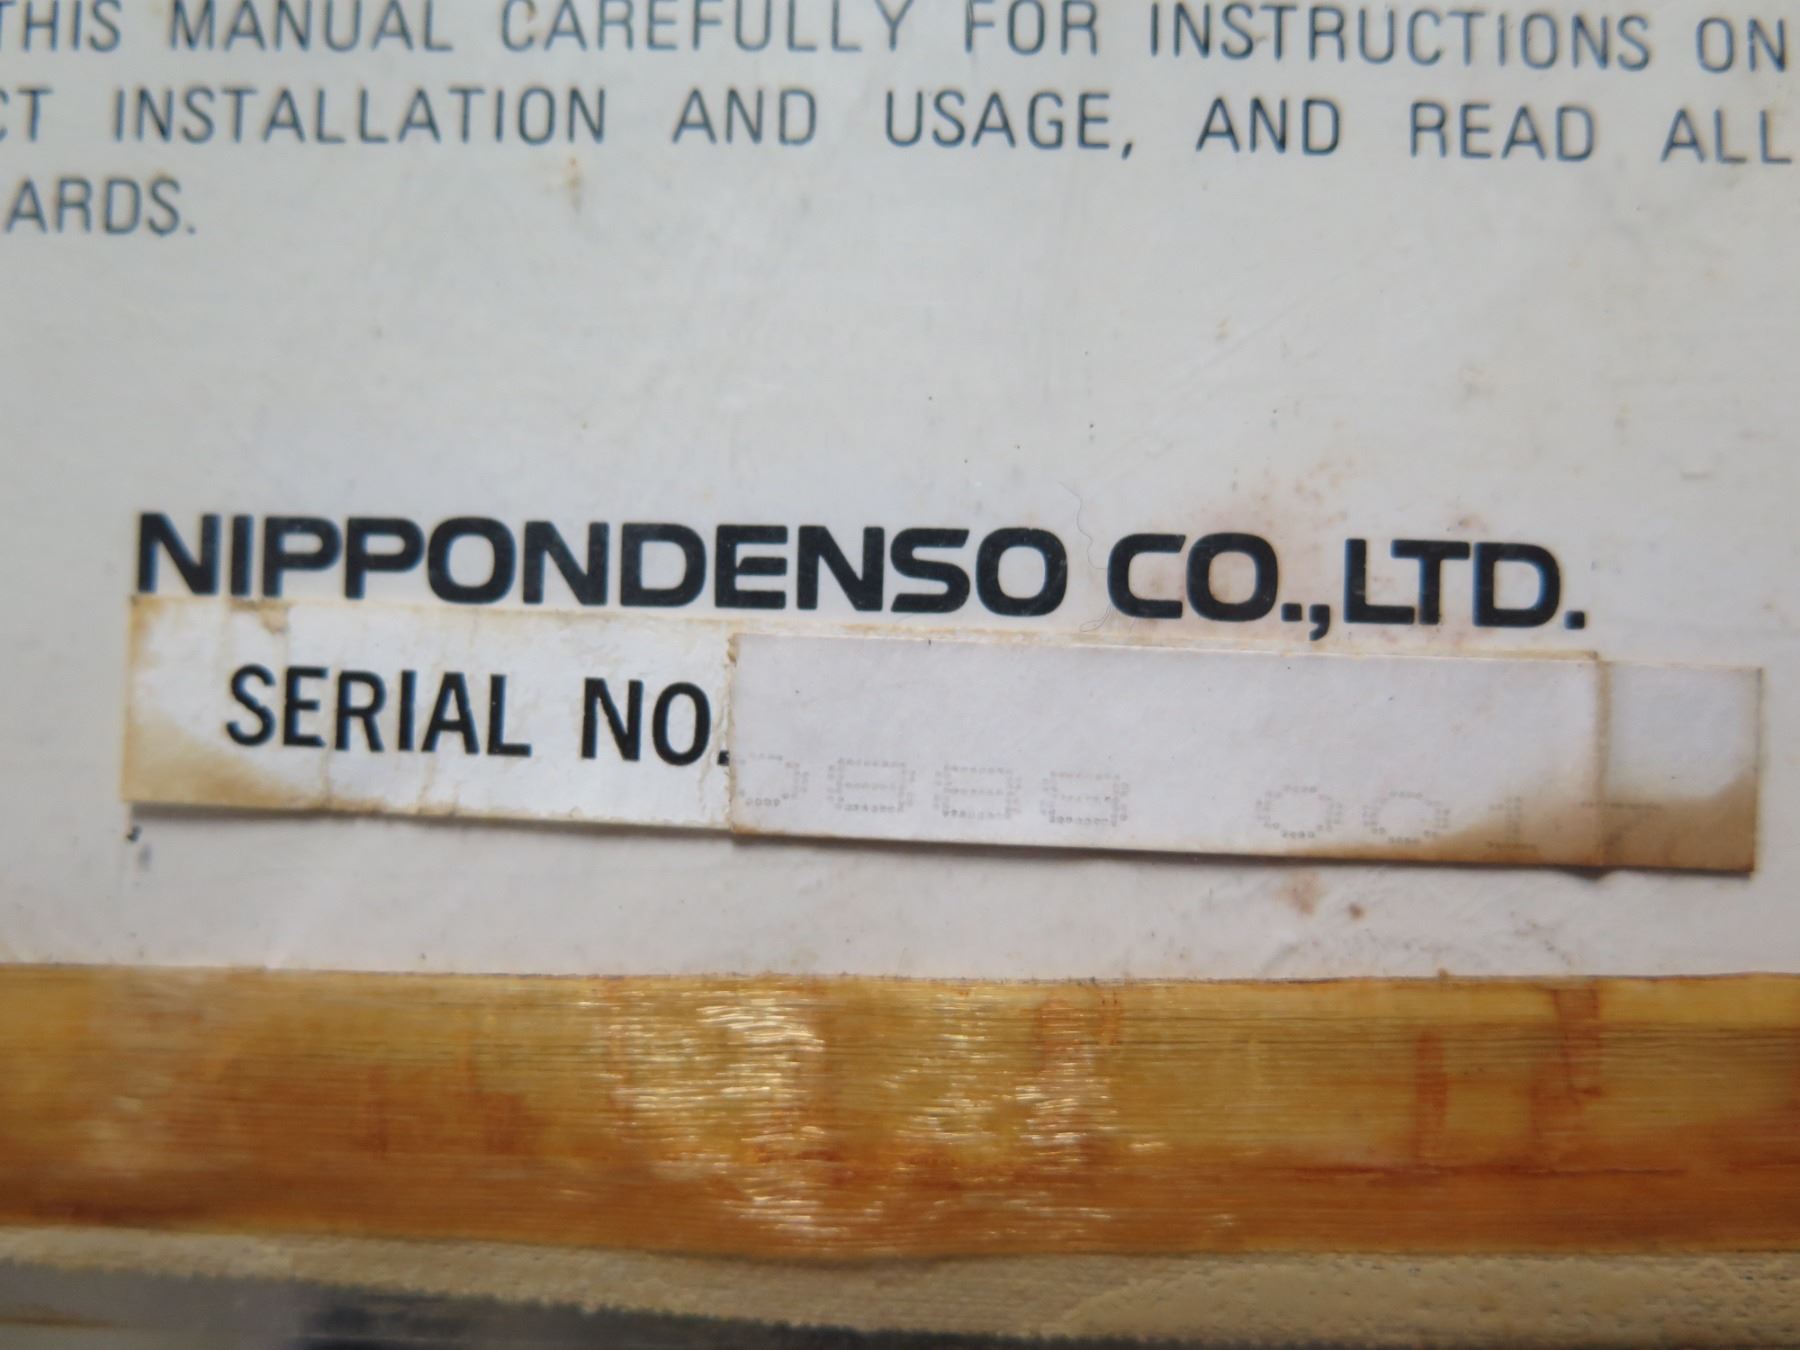 THIS MANUAL CAREFULLY FOR INSTRUCTIONS ON
CT INSTALLATION AND USAGE, AND READ ALL
ARDS.
NIPPONDENSO CO.,LTD.
SERIAL NO.